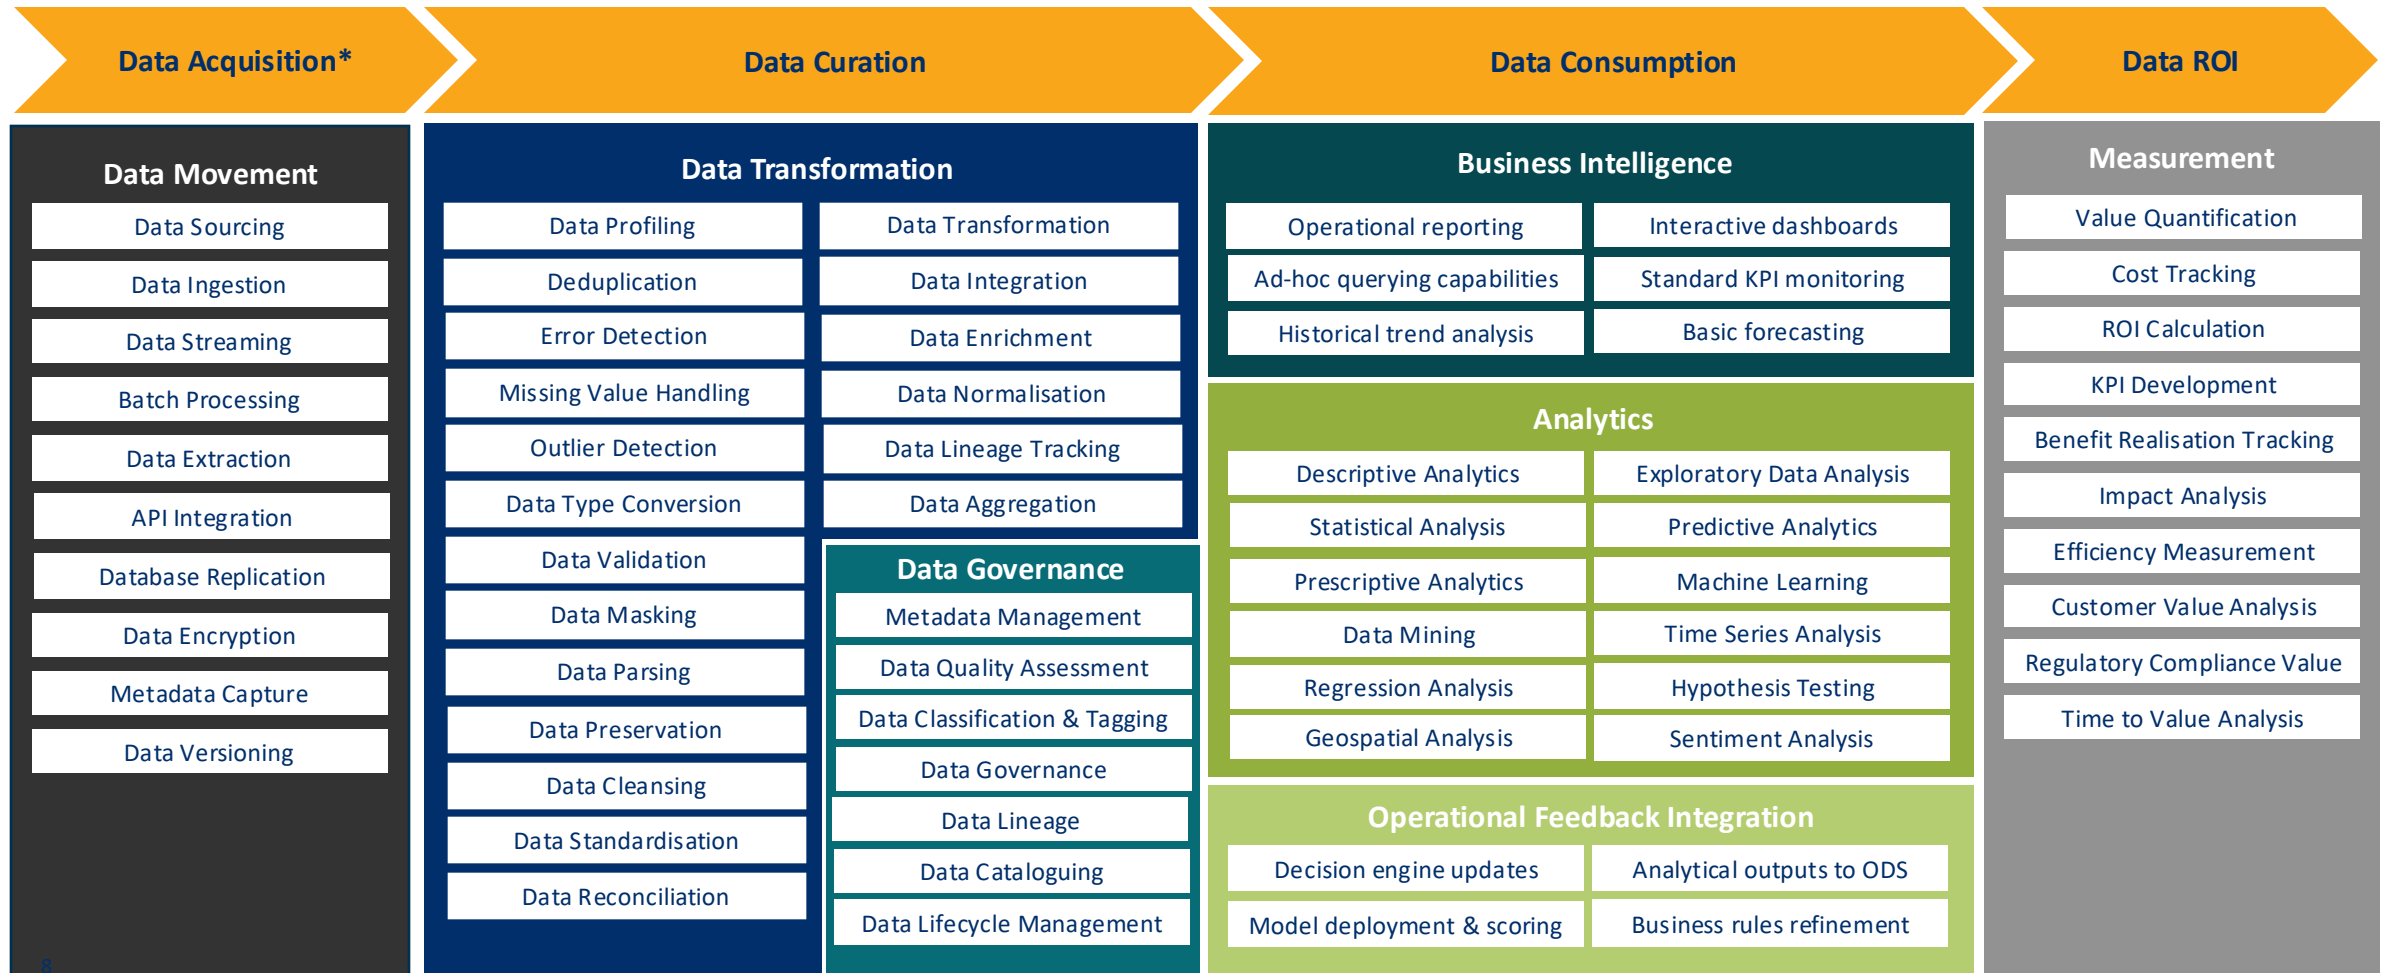 Data Acquisition*
Data Curation
Data Consumption
Data ROI
Data Movement
Data Sourcing
Data Ingestion
Data Streaming
Batch Processing
Data Extraction
API Integration
Database Replication
Data Encryption
Metadata Capture
Data Versioning
8
Data Transformation
Data Profiling
Deduplication
Error Detection
Missing Value Handling
Outlier Detection
Data Type Conversion
Data Validation
Data Masking
Data Parsing
Data Preservation
Data Cleansing
Data Standardisation
Data Reconciliation
Data Transformation
Data Integration
Data Enrichment
Data Normalisation
Data Lineage Tracking
Data Aggregation
Data Governance
Metadata Management
Data Quality Assessment
Data Classification & Tagging
Data Governance
Data Lineage
Data Cataloguing
Data Lifecycle Management
Business Intelligence
Operational reporting
Interactive dashboards
Ad-hoc querying capabilities
Standard KPI monitoring
Historical trend analysis
Basic forecasting
Analytics
Descriptive Analytics
Exploratory Data Analysis
Statistical Analysis
Predictive Analytics
Prescriptive Analytics
Machine Learning
Data Mining
Time Series Analysis
Regression Analysis
Hypothesis Testing
Geospatial Analysis
Sentiment Analysis
Operational Feedback Integration
Decision engine updates
Analytical outputs to ODS
Model deployment & scoring
Business rules refinement
Measurement
Value Quantification
Cost Tracking
ROI Calculation
KPI Development
Benefit Realisation Tracking
Impact Analysis
Efficiency Measurement
Customer Value Analysis
Regulatory Compliance Value
Time to Value Analysis